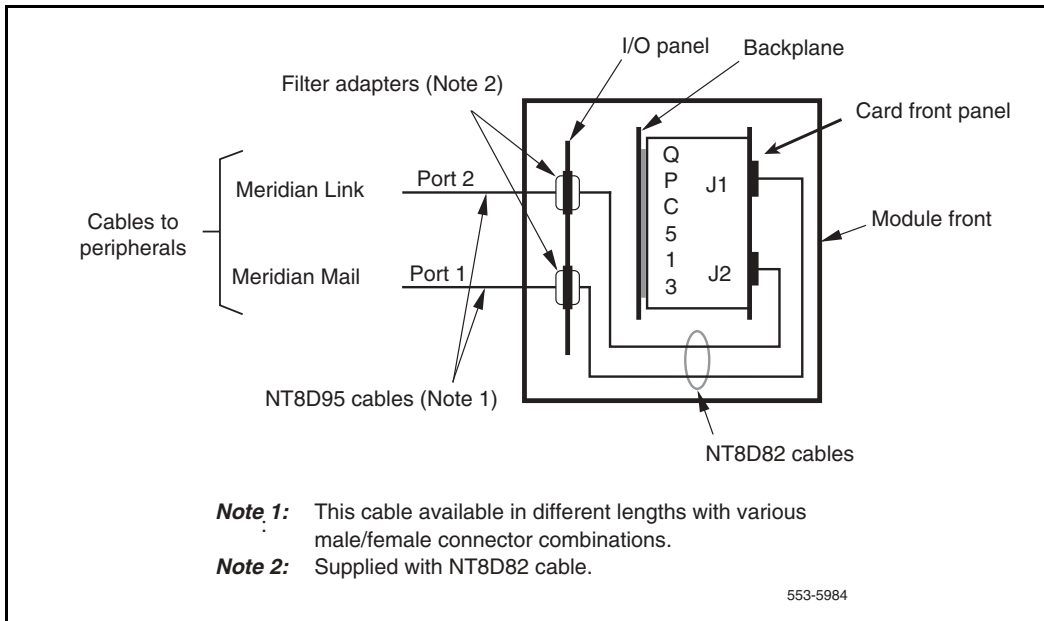 I/O panel
Backplane
Filter adapters (Note 2)
Card front panel
Q
P
C
5
1
3
J1
J2
Port 2
Meridian Link
Cables to
peripherals
Module front
Port 1
Meridian Mail
NT8D95 cables (Note 1)
NT8D82 cables
Note 1: This cable available in different lengths with various
:
male/female connector combinations.
Note 2: Supplied with NT8D82 cable.
553-5984